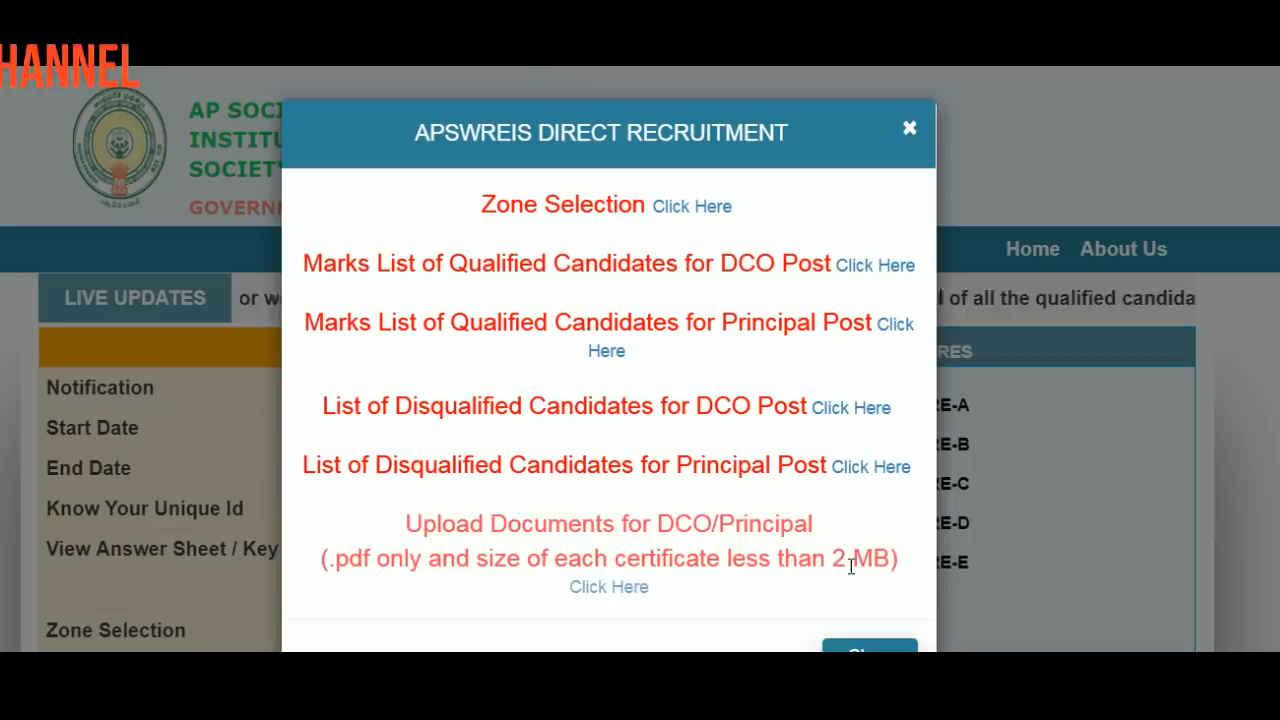 HANNEL
AP SOCI
INSTITU
SOCIETY
GOVERN
APSWREIS DIRECT RECRUITMENT
Zone Selection Click Here
Marks List of Qualified Candidates for DCO Post Click Here
Marks List of Qualified Candidates for Principal Post Click
Here
List of Disqualified Candidates for DCO Post Click Here
List of Disqualified Candidates for Principal Post Click Here
Upload Documents for DCO/Principal
(.pdf only and size of each certificate less than 2 MB)
Click Here
Home About Us
LIVE UPDATES or w l of all the qualified candida
Notification
Start Date
End Date
Know Your Unique Id
View Answer Sheet / Key
Zone Selection
RES
RE-A
RE-B
RE-C
RE-D
RE-E